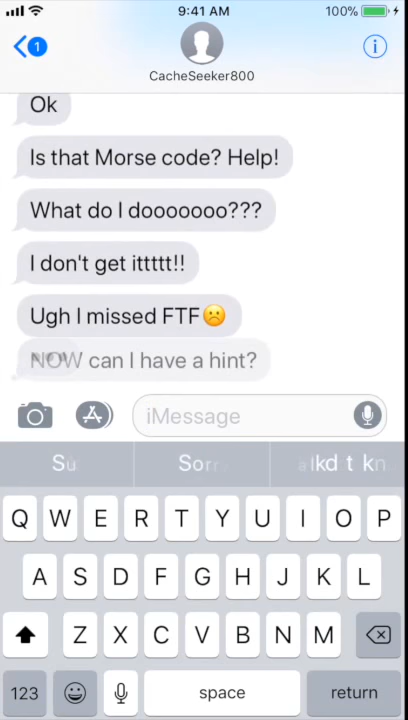 9:41 AM
100%
1
CacheSeeker800
Ok
Is that Morse code? Help!
What do I dooooooo???
I don't get ittttt!!
Ugh I missed FTF☹️
NOW can I have a hint?
iMessage
Q W E R T Y U I O P
A S D F G H J K L
Z X C V B N M
123 space return